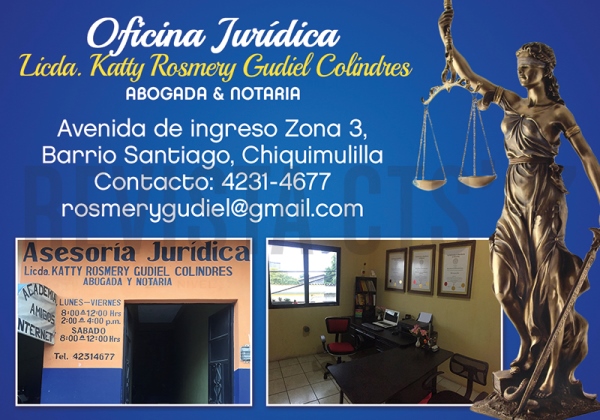 Oficina Jurídica
Licda. Katty Rosmery Gudiel Colindres
ABOGADA & NOTARIA
Avenida de ingreso Zona 3,
Barrio Santiago, Chiquimulilla
Contacto: 4231-4677
rosmerygudiel@gmail.com
Asesoría Jurídica
Licda. KATTY ROSMERY GUDIEL COLINDRES
ABOGADA Y NOTARIA
ACADEMIA
AMIGOS
INTERNET
LUNES-VIERNES
8:00 A 12:00 Hrs
2:00 A 4:00 p.m.
SABADO
8:00 A 12:00 Hrs
Tel. 42314677